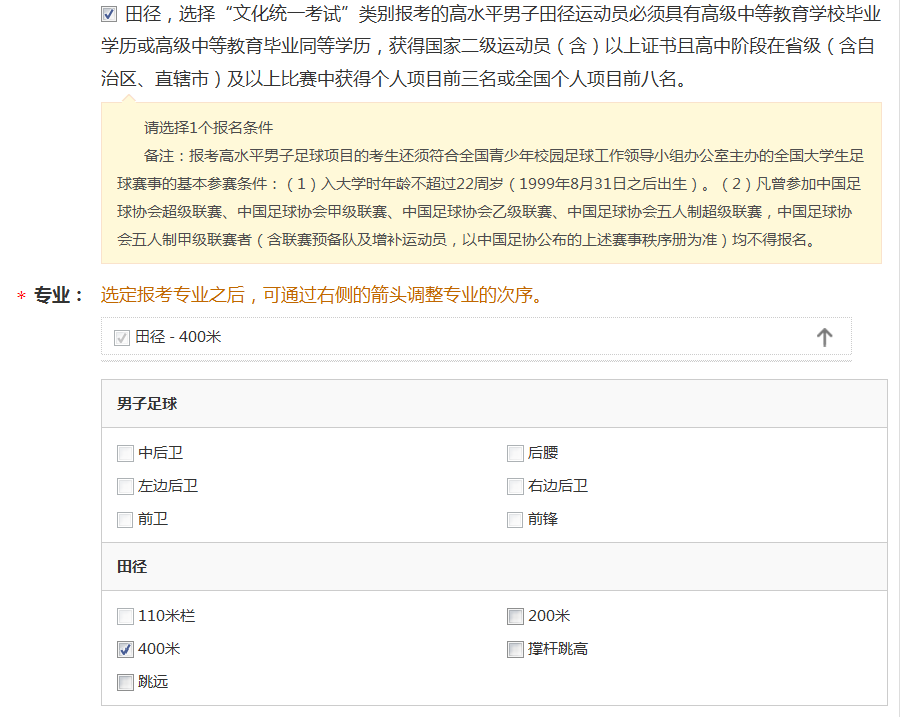 田径，选择“文化统一考试”类别报考的高水平男子田径运动员必须具有高级中等教育学校毕业
学历或高级中等教育毕业同等学历，获得国家二级运动员（含）以上证书且高中阶段在省级（含自
治区、直辖市）及以上比赛中获得个人项目前三名或全国个人项目前八名。
请选择1个报名条件
备注：报考高水平男子足球项目的考生还须符合全国青少年校园足球工作领导小组办公室主办的全国大学生足
球赛事的基本参赛条件：（1）入大学时年龄不超过22周岁（1999年8月31日之后出生）。（2）凡曾参加中国足
球协会超级联赛、中国足球协会甲级联赛、中国足球协会乙级联赛、中国足球协会五人制超级联赛，中国足球协
会五人制甲级联赛者（含联赛预备队及增补运动员，以中国足协公布的上述赛事秩序册为准）均不得报名。
* 专业： 选定报考专业之后，可通过右侧的箭头调整专业的次序。
田径 - 400米
男子足球
中后卫 后腰
左边后卫 右边后卫
前卫 前锋
田径
110米栏 200米
400米 撑杆跳高
跳远